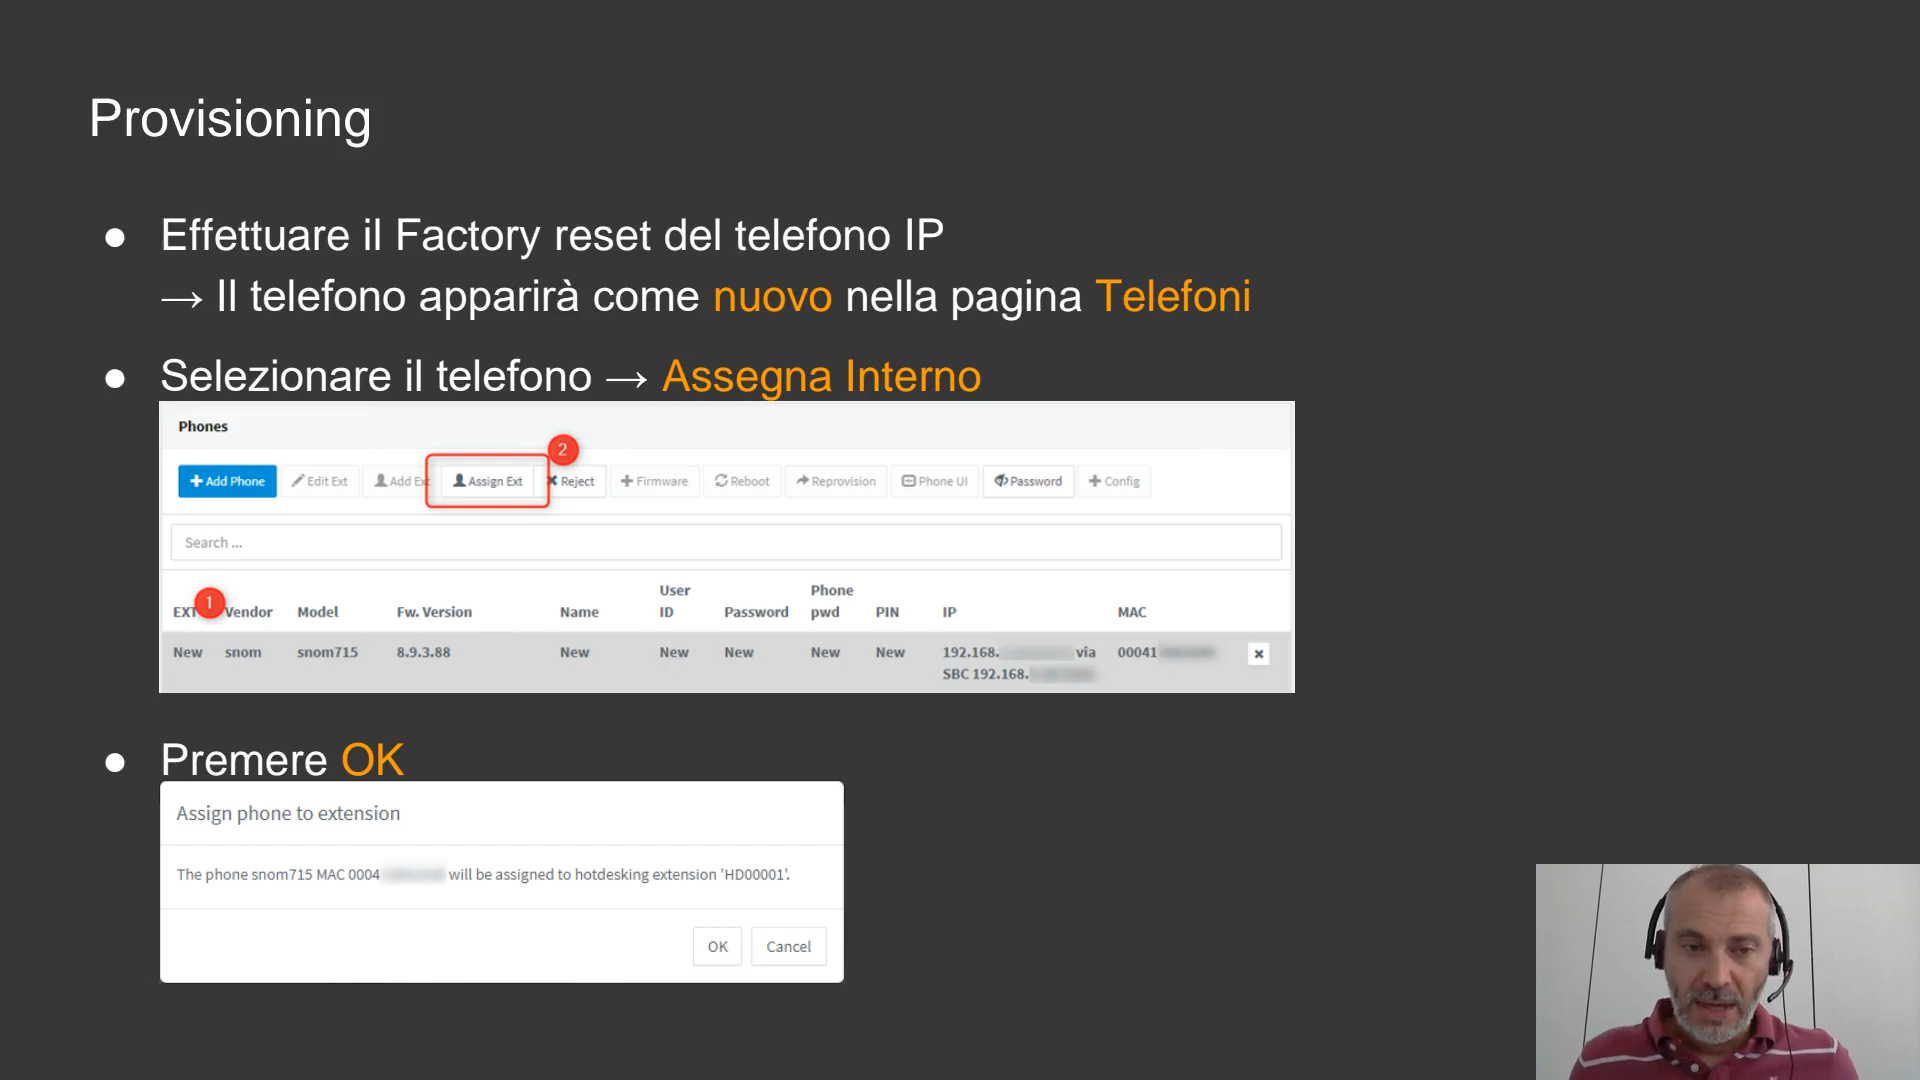 Provisioning
● Effettuare il Factory reset del telefono IP
→ Il telefono apparirà come nuovo nella pagina Telefoni
● Selezionare il telefono → Assegna Interno
Phones
2
Add Phone Edit Ext Add Ext Assign Ext Reject Firmware Reboot Reprovision Phone UI Password Config
Search ...
1
EXT Vendor Model Fw. Version Name User ID Password Phone pwd PIN IP MAC
New snom snom715 8.9.3.88 New New New New New 192.168. via 00041
SBC 192.168.
● Premere OK
Assign phone to extension
The phone snom715 MAC 0004 will be assigned to hotdesking extension 'HD00001'.
OK Cancel